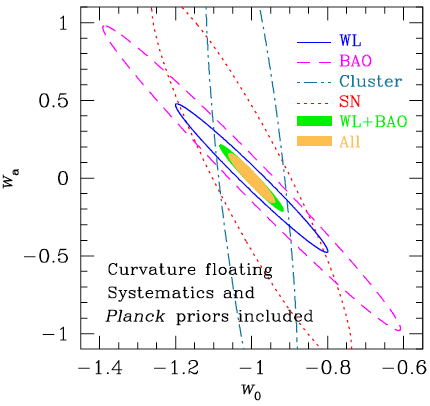 1
0.5
0
−0.5
−1
w_a
WL
BAO
Cluster
SN
WL+BAO
All
Curvature floating
Systematics and
Planck priors included
−1.4 −1.2 −1 −0.8 −0.6
w_0